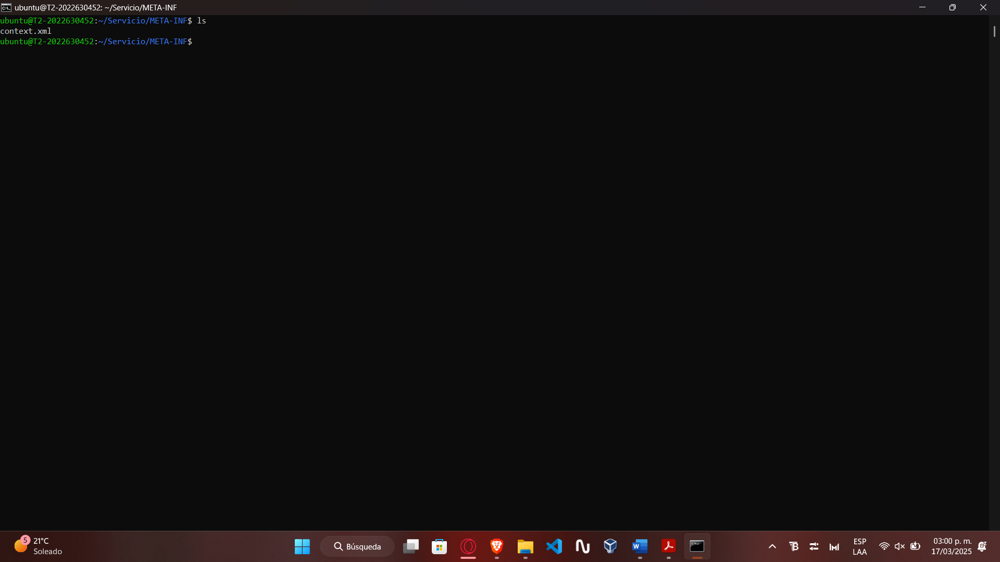 ubuntu@T2-2022630452: ~/Servicio/META-INF
ubuntu@T2-2022630452:~/Servicio/META-INF$ ls
context.xml
ubuntu@T2-2022630452:~/Servicio/META-INF$
5
21°C
Soleado
Búsqueda
ESP
LAA
03:00 p. m.
17/03/2025